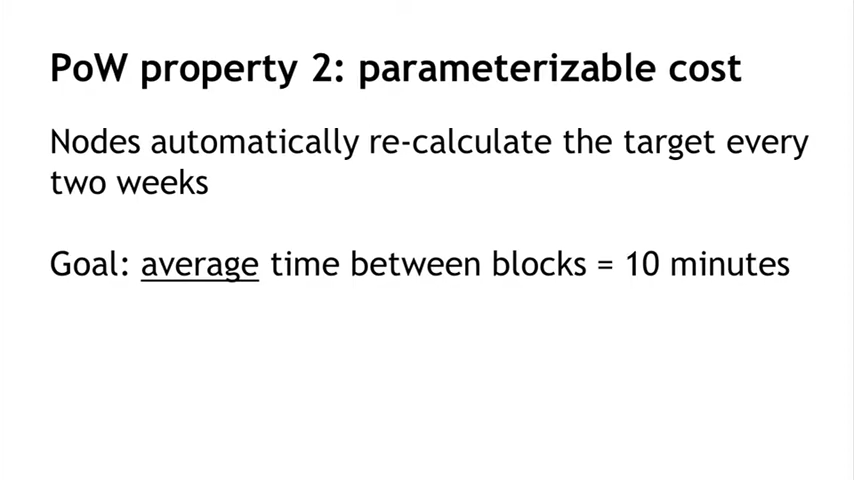 PoW property 2: parameterizable cost
Nodes automatically re-calculate the target every
two weeks
Goal: average time between blocks = 10 minutes